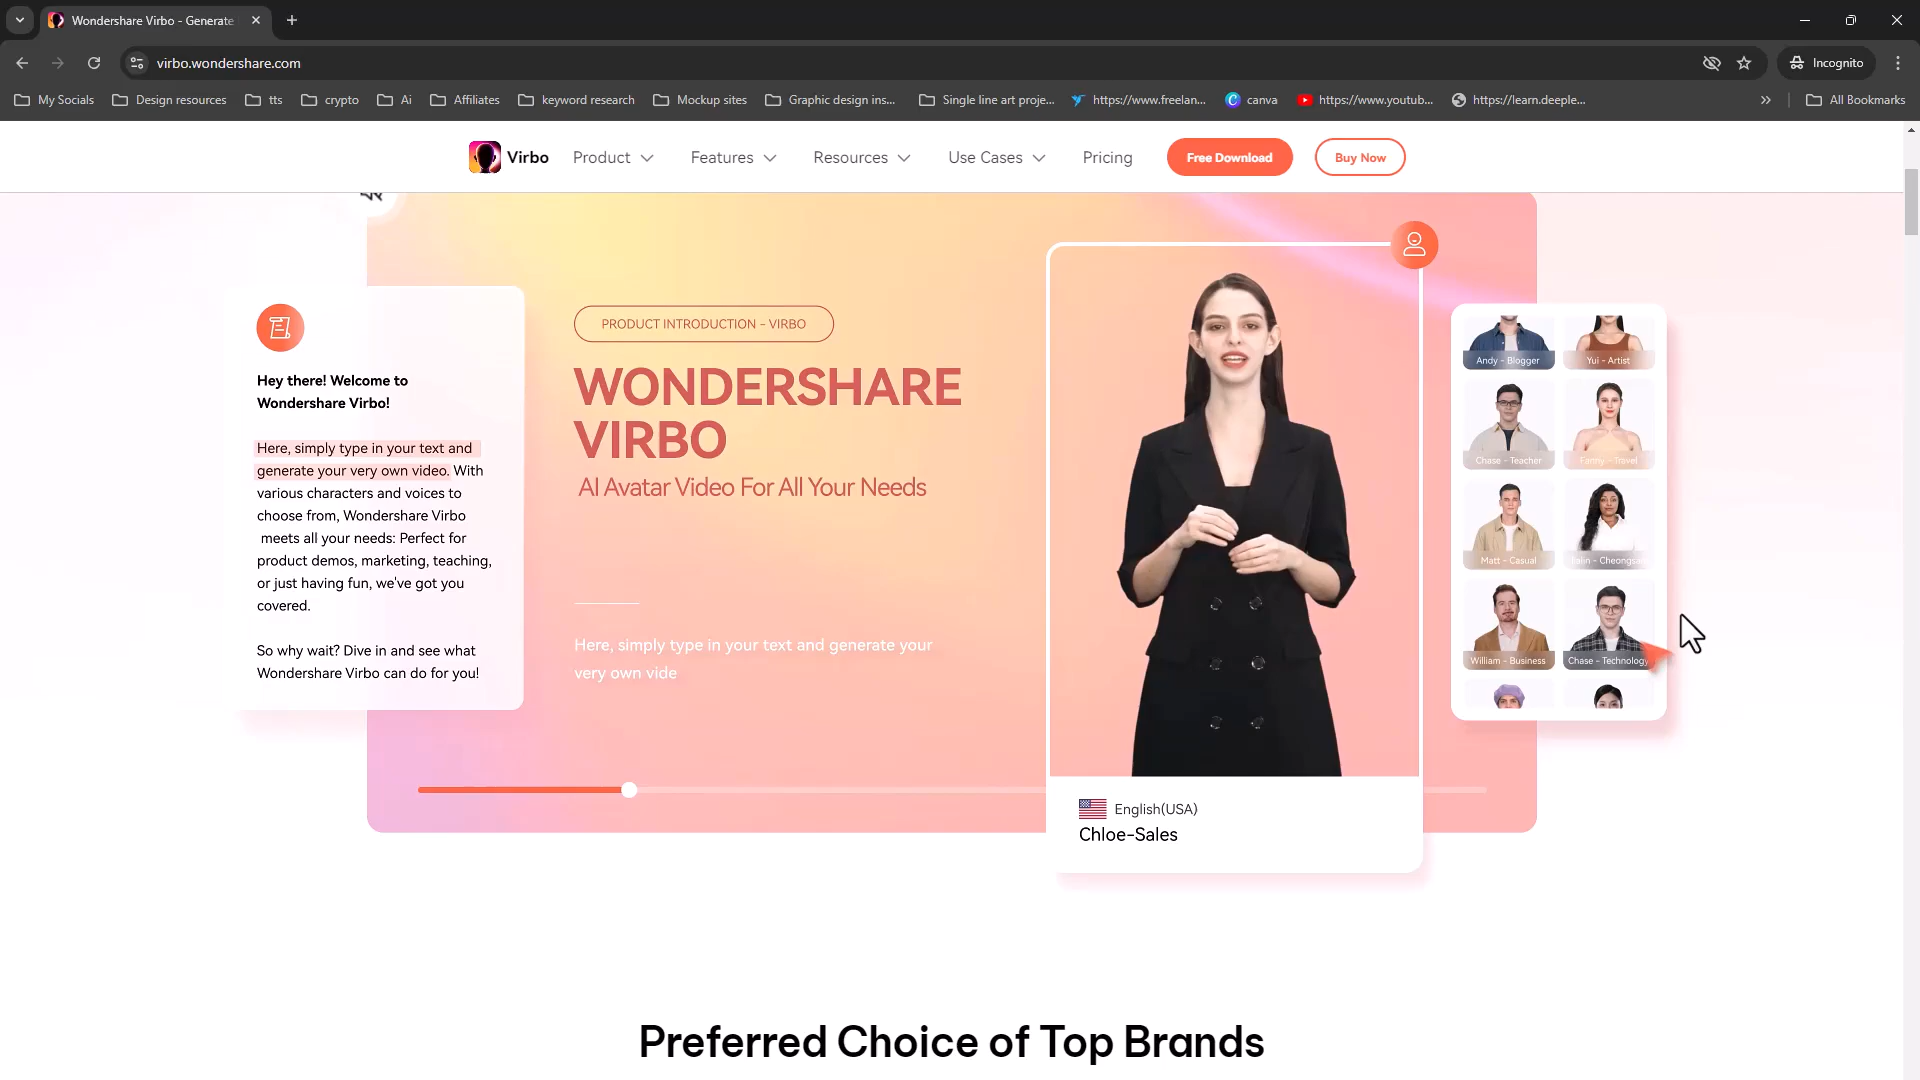 Wondershare Virbo - Generate
virbo.wondershare.com
Incognito
My Socials
Design resources
tts
crypto
Ai
Affiliates
keyword research
Mockup sites
Graphic design ins...
Single line art proje...
https://www.freelan...
canva
https://www.youtub...
https://learn.deeple...
All Bookmarks
Virbo
Product
Features
Resources
Use Cases
Pricing
Free Download
Buy Now
Hey there! Welcome to
Wondershare Virbo!
Here, simply type in your text and
generate your very own video. With
various characters and voices to
choose from, Wondershare Virbo
meets all your needs: Perfect for
product demos, marketing, teaching,
or just having fun, we've got you
covered.
So why wait? Dive in and see what
Wondershare Virbo can do for you!
PRODUCT INTRODUCTION - VIRBO
WONDERSHARE
VIRBO
AI Avatar Video For All Your Needs
Here, simply type in your text and generate your
very own vide
English(USA)
Chloe-Sales
Andy - Blogger
Yui - Artist
Chase - Teacher
Fanny - Travel
Matt - Casual
William - Business
Chase - Technology
Preferred Choice of Top Brands